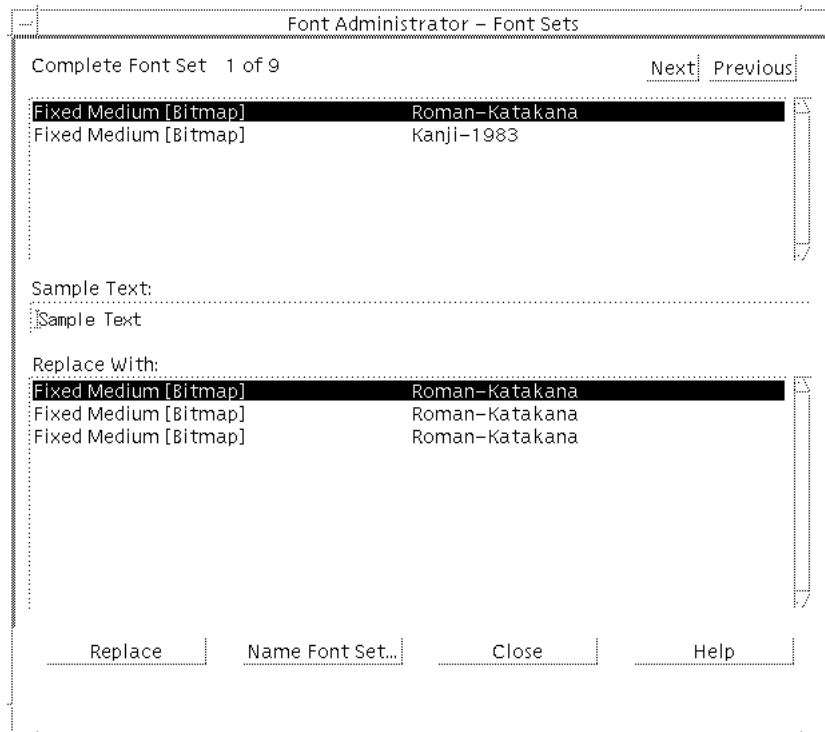 Font Administrator – Font Sets
Complete Font Set 1 of 9 Next Previous
Fixed Medium [Bitmap] Roman–Katakana
Fixed Medium [Bitmap] Kanji–1983
Sample Text:
Sample Text
Replace With:
Fixed Medium [Bitmap] Roman–Katakana
Fixed Medium [Bitmap] Roman–Katakana
Fixed Medium [Bitmap] Roman–Katakana
Replace Name Font Set... Close Help